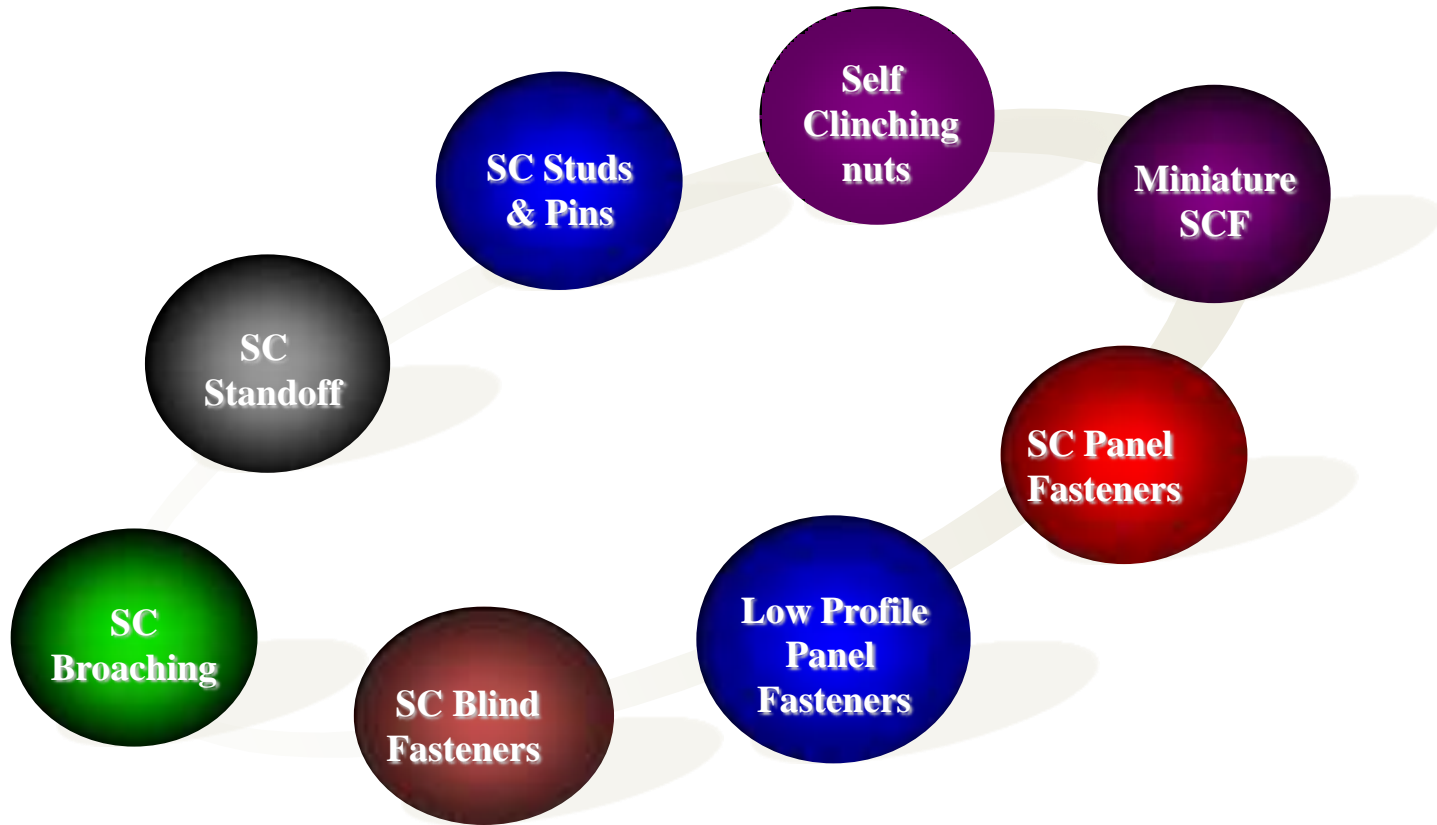 Self
Clinching
nuts
SC Studs
& Pins
Miniature
SCF
SC
Standoff
SC Panel
Fasteners
Low Profile
Panel
Fasteners
SC
Broaching
SC Blind
Fasteners